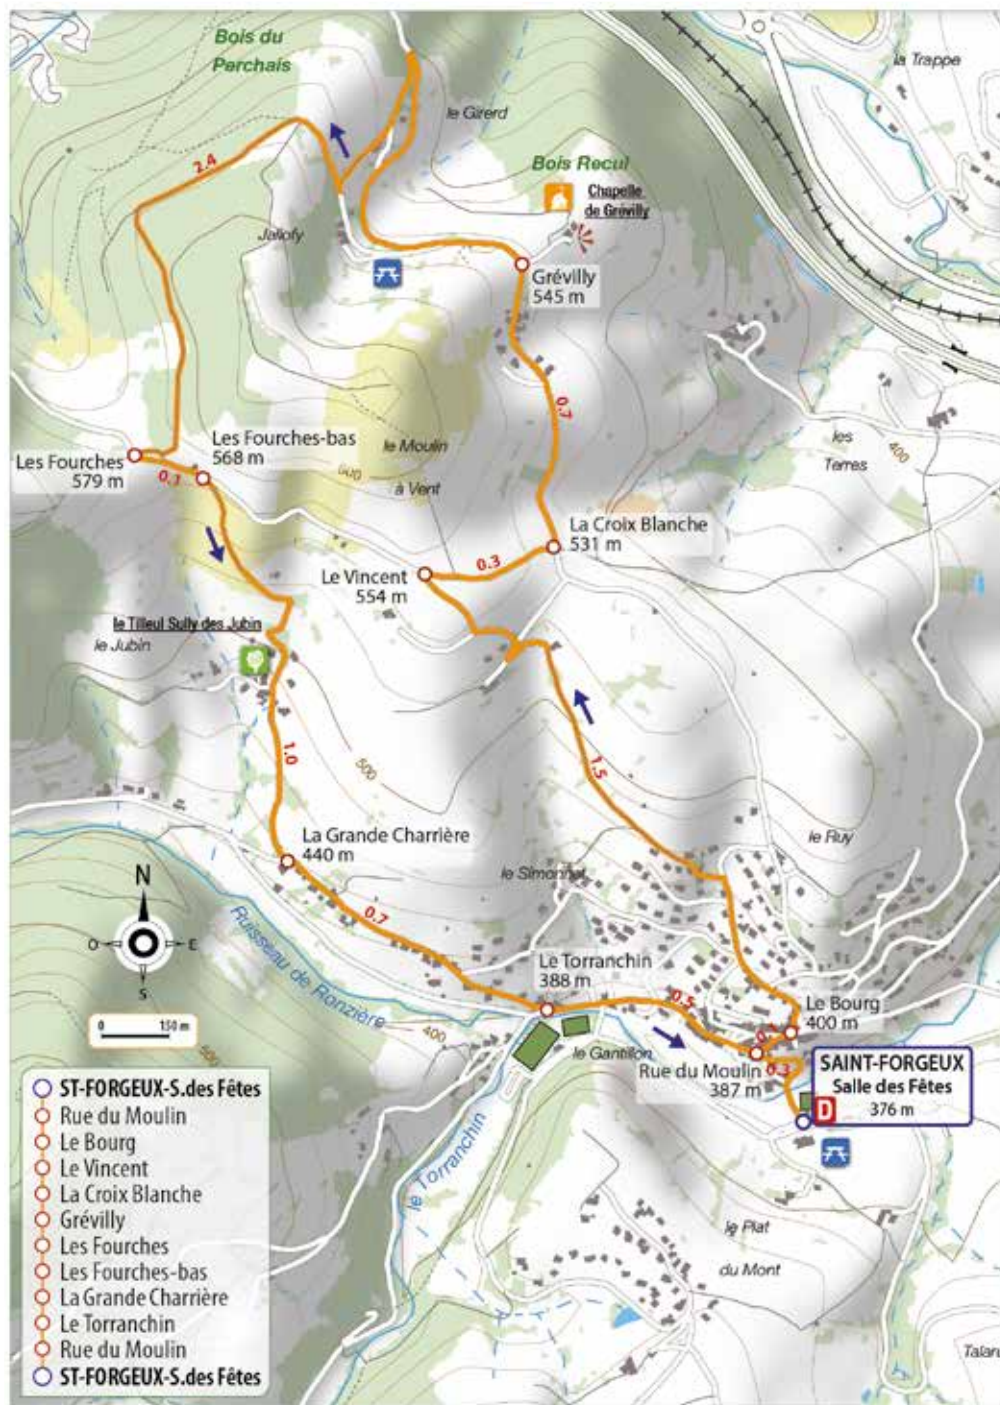 Bois du
Perchais
la Trappe
le Girerd
2.4
Bois Recul
Chapelle
de Grévilly
Jallofy
Grévilly
545 m
0.7
le Moulin
à Vent
les
Terres
400
Les Fourches-bas
568 m
600
Les Fourches
579 m
0.1
La Croix Blanche
531 m
0.3
Le Vincent
554 m
le Tilleul Sully des Jubin
le Jubin
1.0
500
1.5
La Grande Charrière
440 m
le Ruy
le Simonnet
0.7
N
O
E
S
Ruisseau de Ronzière
Le Torranchin
388 m
0.5
Le Bourg
400 m
0 150 m
400
500
le Gantillon
Rue du Moulin
387 m
0.3
SAINT-FORGEUX
Salle des Fêtes
376 m
D
le Torranchin
le Plat
du Mont
Talan
ST-FORGEUX-S.des Fêtes
Rue du Moulin
Le Bourg
Le Vincent
La Croix Blanche
Grévilly
Les Fourches
Les Fourches-bas
La Grande Charrière
Le Torranchin
Rue du Moulin
ST-FORGEUX-S.des Fêtes